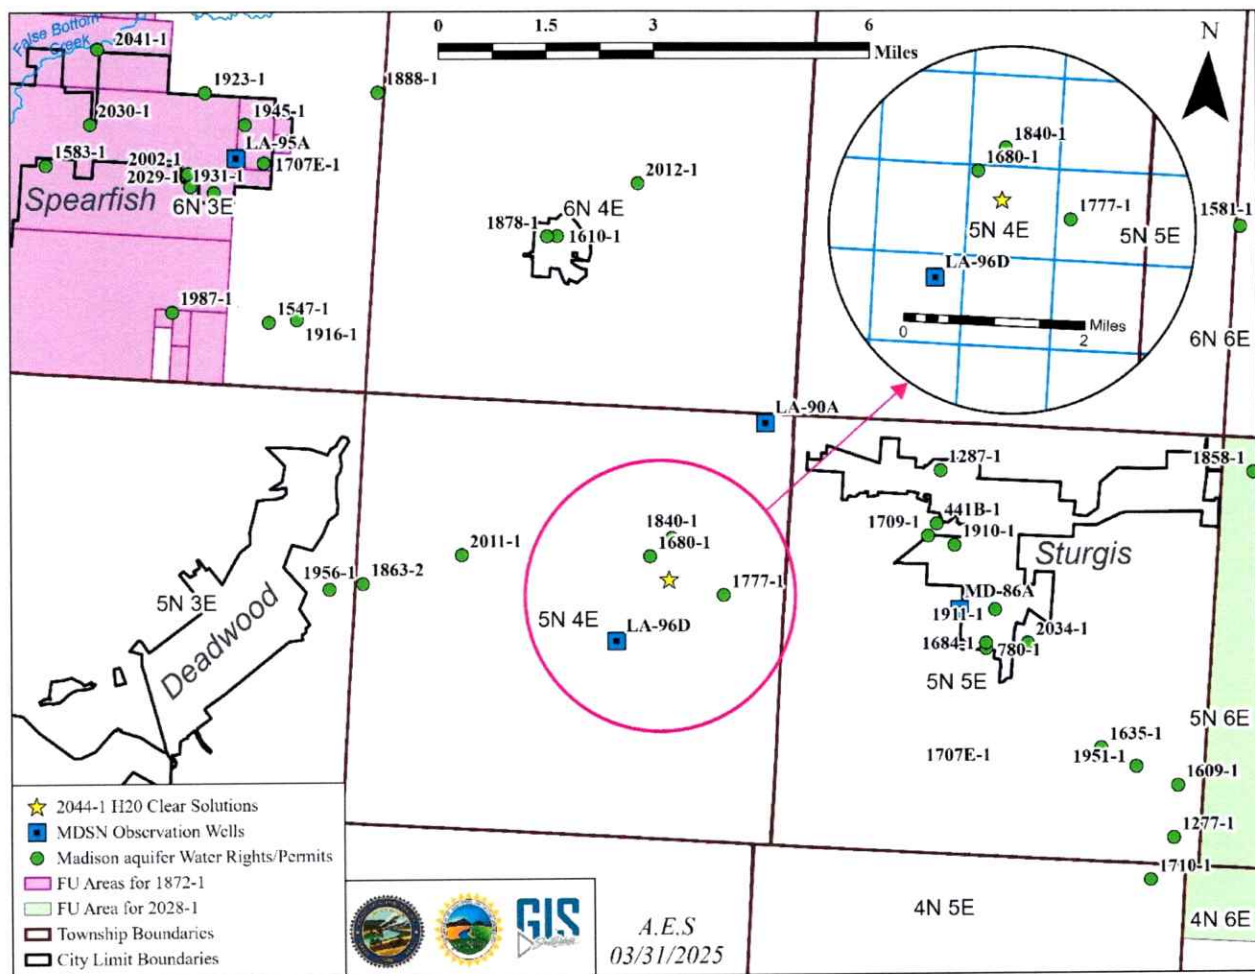 0 1.5 3 6
Miles
N
False Bottom
Creek
2041-1
1923-1
1888-1
2030-1
1945-1
LA-95A
1583-1
2002-1
1707E-1
2029-1
1931-1
Spearfish
6N 3E
2012-1
6N 4E
1878-1
1610-1
1987-1
1547-1
1916-1
1840-1
1680-1
1777-1
5N 4E
5N 5E
LA-96D
0 2
Miles
1581-1
6N 6E
LA-90A
1287-1
1858-1
441B-1
1709-1
1910-1
Sturgis
1840-1
1680-1
2011-1
1956-1
1863-2
1777-1
5N 3E
Deadwood
5N 4E
LA-96D
MD-86A
1911-1
2034-1
1684-1
780-1
5N 5E
5N 6E
1635-1
1707E-1
1951-1
1609-1
1277-1
1710-1
4N 5E
4N 6E
2044-1 H20 Clear Solutions
MDSN Observation Wells
Madison aquifer Water Rights/Permits
FU Areas for 1872-1
FU Area for 2028-1
Township Boundaries
City Limit Boundaries
GIS
A.E.S
03/31/2025